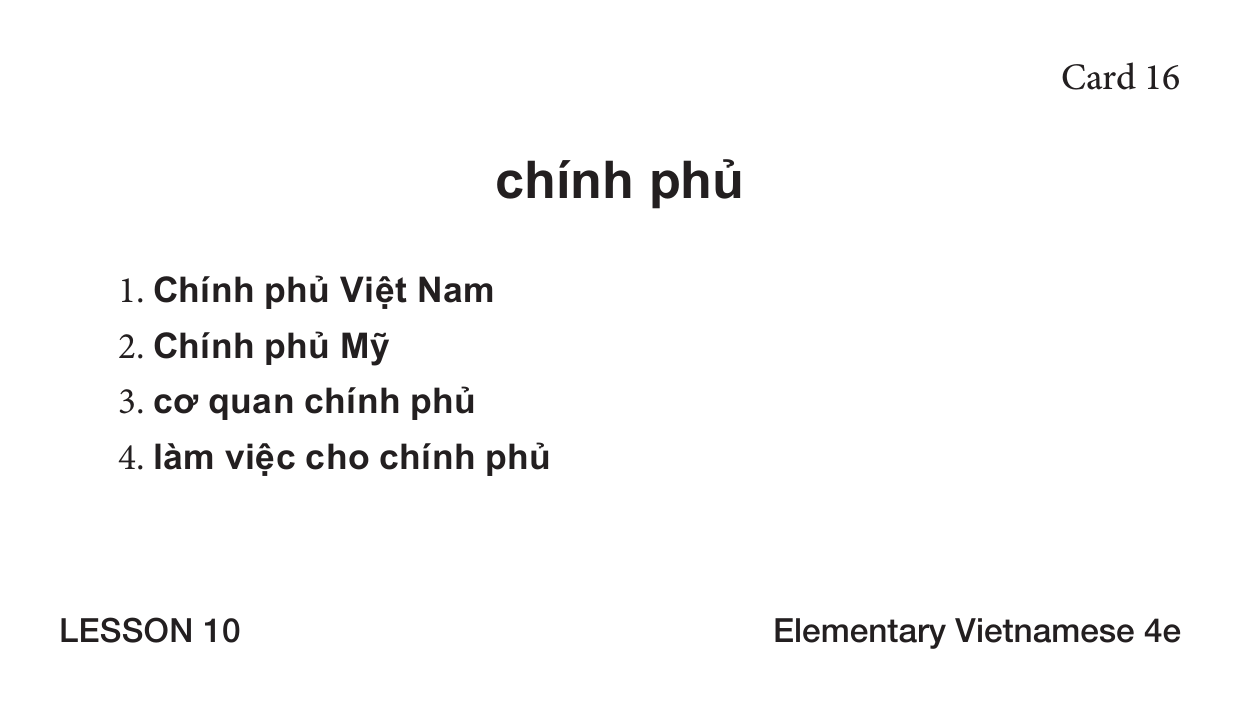 Card 16
chính phủ
1. Chính phủ Việt Nam
2. Chính phủ Mỹ
3. cơ quan chính phủ
4. làm việc cho chính phủ
LESSON 10
Elementary Vietnamese 4e